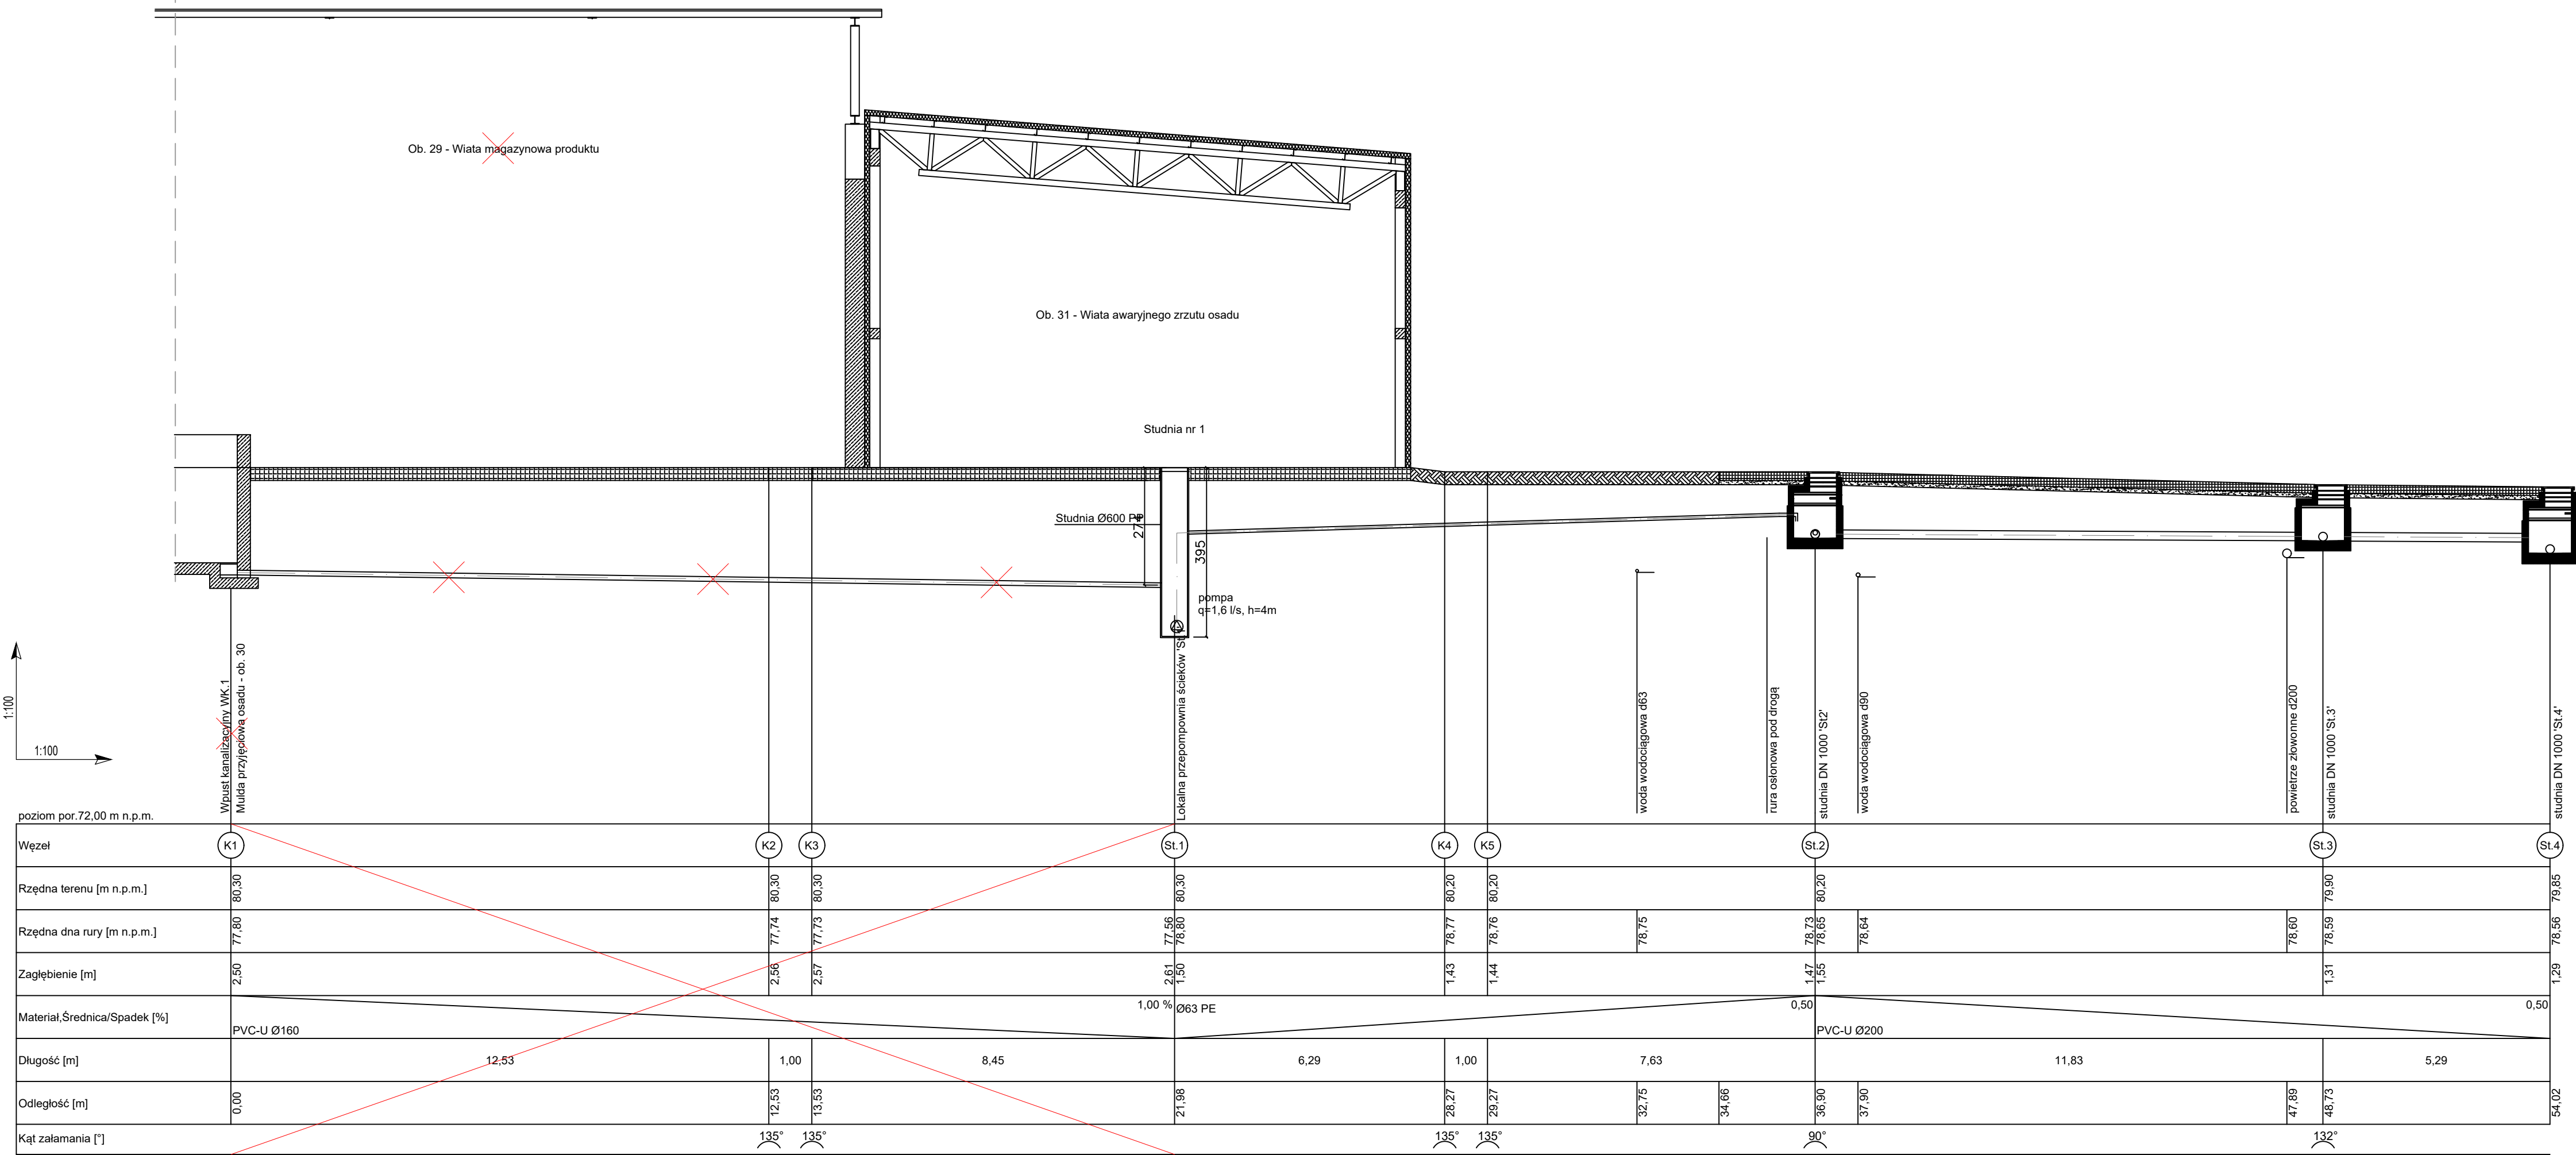 Ob. 29 - Wiata magazynowa produktu
Ob. 31 - Wiata awaryjnego zrzutu osadu
Studnia nr 1
Studnia Ø600 PP
274
395
pompa
q=1,6 l/s, h=4m
1:100
1:100
Wpust kanalizacyjny WK.1
Mulda przyjęciowa osadu - ob. 30
Lokalna przepompownia ścieków 'St.1'
woda wodociągowa d63
rura osłonowa pod drogą
studnia DN 1000 'St2'
woda wodociągowa d90
powietrze złowonne d200
studnia DN 1000 'St.3'
studnia DN 1000 'St.4'
poziom por.72,00 m n.p.m.
Węzeł K1 K2 K3 St.1 K4 K5 St.2 St.3 St.4
Rzędna terenu [m n.p.m.] 80,30 80,30 80,30 80,30 80,20 80,20 80,20 79,90 79,85
Rzędna dna rury [m n.p.m.] 77,80 77,74 77,73 77,56 78,80 78,77 78,76 78,75 78,73 78,65 78,64 78,60 78,59 78,56
Zagłębienie [m] 2,50 2,56 2,57 2,61 1,50 1,43 1,44 1,47 1,55 1,31 1,29
Materiał,Średnica/Spadek [%] PVC-U Ø160 1,00 % Ø63 PE 0,50 PVC-U Ø200 0,50
Długość [m] 12,53 1,00 8,45 6,29 1,00 7,63 11,83 5,29
Odległość [m] 0,00 12,53 13,53 21,98 28,27 29,27 32,75 34,66 36,90 37,90 47,89 48,73 54,02
Kąt załamania [°] 135° 135° 135° 135° 90° 132°